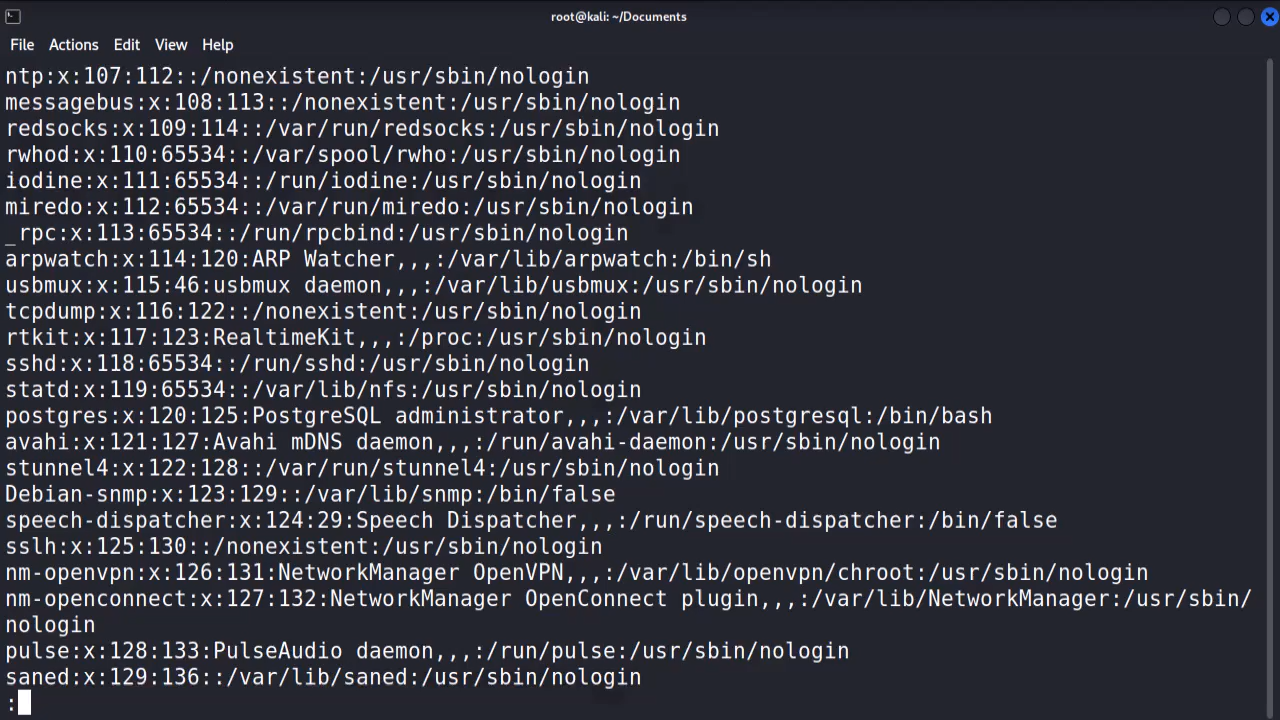 root@kali: ~/Documents
File Actions Edit View Help
ntp:x:107:112::/nonexistent:/usr/sbin/nologin
messagebus:x:108:113::/nonexistent:/usr/sbin/nologin
redsocks:x:109:114::/var/run/redsocks:/usr/sbin/nologin
rwhod:x:110:65534::/var/spool/rwho:/usr/sbin/nologin
iodine:x:111:65534::/run/iodine:/usr/sbin/nologin
miredo:x:112:65534::/var/run/miredo:/usr/sbin/nologin
_rpc:x:113:65534::/run/rpcbind:/usr/sbin/nologin
arpwatch:x:114:120:ARP Watcher,,,:/var/lib/arpwatch:/bin/sh
usbmux:x:115:46:usbmux daemon,,,:/var/lib/usbmux:/usr/sbin/nologin
tcpdump:x:116:122::/nonexistent:/usr/sbin/nologin
rtkit:x:117:123:RealtimeKit,,,:/proc:/usr/sbin/nologin
sshd:x:118:65534::/run/sshd:/usr/sbin/nologin
statd:x:119:65534::/var/lib/nfs:/usr/sbin/nologin
postgres:x:120:125:PostgreSQL administrator,,,:/var/lib/postgresql:/bin/bash
avahi:x:121:127:Avahi mDNS daemon,,,:/run/avahi-daemon:/usr/sbin/nologin
stunnel4:x:122:128::/var/run/stunnel4:/usr/sbin/nologin
Debian-snmp:x:123:129::/var/lib/snmp:/bin/false
speech-dispatcher:x:124:29:Speech Dispatcher,,,:/run/speech-dispatcher:/bin/false
sslh:x:125:130::/nonexistent:/usr/sbin/nologin
nm-openvpn:x:126:131:NetworkManager OpenVPN,,,:/var/lib/openvpn/chroot:/usr/sbin/nologin
nm-openconnect:x:127:132:NetworkManager OpenConnect plugin,,,:/var/lib/NetworkManager:/usr/sbin/
nologin
pulse:x:128:133:PulseAudio daemon,,,:/run/pulse:/usr/sbin/nologin
saned:x:129:136::/var/lib/saned:/usr/sbin/nologin
: